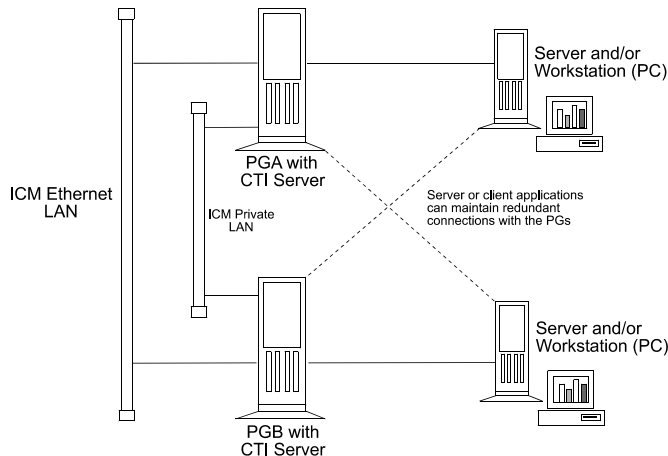 Server and/or
Workstation (PC)
PGA with
CTI Server
ICM Ethernet
LAN
ICM Private
LAN
Server or client applications
can maintain redundant
connections with the PGs
Server and/or
Workstation (PC)
PGB with
CTI Server